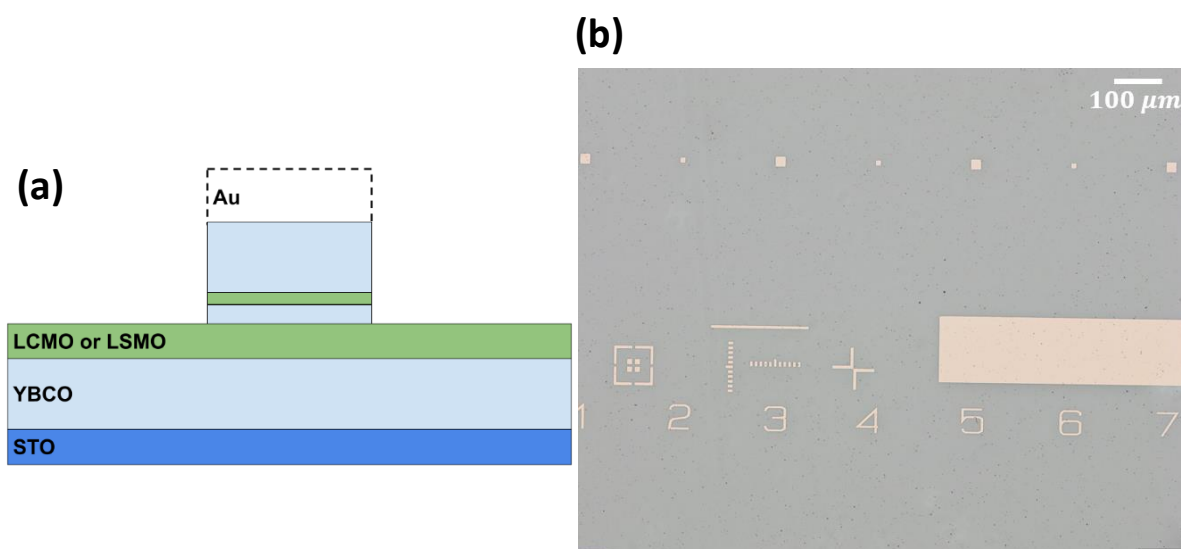 (a)
Au
LCMO or LSMO
YBCO
STO
(b)
100 μm
1 2 3 4 5 6 7